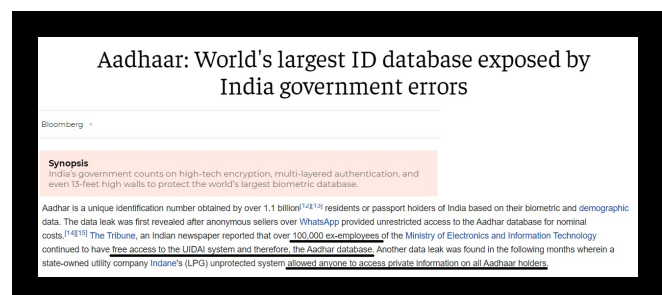 Aadhaar: World's largest ID database exposed by
India government errors
Bloomberg
Synopsis
India's government counts on high-tech encryption, multi-layered authentication, and
even 13-feet high walls to protect the world's largest biometric database.
Aadhar is a unique identification number obtained by over 1.1 billion[12][13] residents or passport holders of India based on their biometric and demographic
data. The data leak was first revealed after anonymous sellers over WhatsApp provided unrestricted access to the Aadhar database for nominal
costs.[14][15] The Tribune, an Indian newspaper reported that over 100,000 ex-employees of the Ministry of Electronics and Information Technology
continued to have free access to the UIDAI system and therefore, the Aadhar database. Another data leak was found in the following months wherein a
state-owned utility company Indane's (LPG) unprotected system allowed anyone to access private information on all Aadhaar holders.